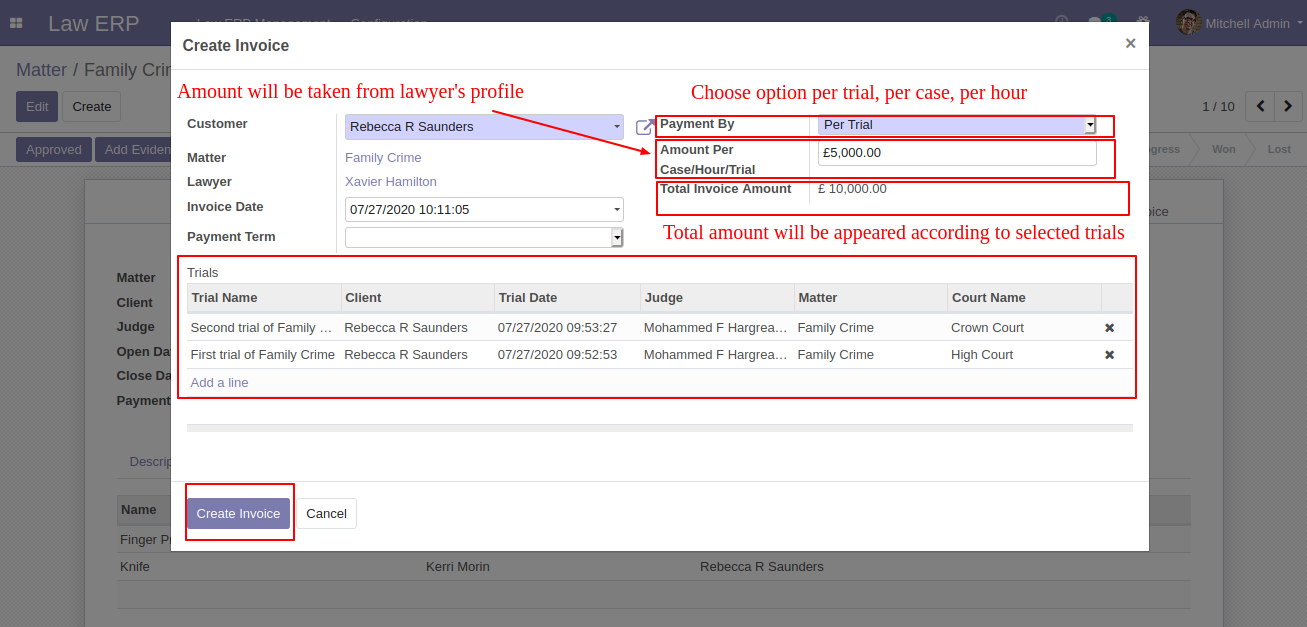 Law ERP
Law ERP Management Configuration
3
Mitchell Admin
Matter / Family Crim
Edit Create
1 / 10
Approved Add Eviden
Won Lost
Create Invoice
×
Amount will be taken from lawyer's profile
Choose option per trial, per case, per hour
Customer Rebecca R Saunders
Payment By Per Trial
Matter Family Crime
Amount Per
Case/Hour/Trial
£5,000.00
Lawyer Xavier Hamilton
Total Invoice Amount £ 10,000.00
Invoice Date 07/27/2020 10:11:05
Payment Term
Total amount will be appeared according to selected trials
Trials
Trial Name Client Trial Date Judge Matter Court Name
Second trial of Family ... Rebecca R Saunders 07/27/2020 09:53:27 Mohammed F Hargrea... Family Crime Crown Court
First trial of Family Crime Rebecca R Saunders 07/27/2020 09:52:53 Mohammed F Hargrea... Family Crime High Court
Add a line
Create Invoice Cancel
Matter
Client
Judge
Open Da
Close Da
Payment
Descrip
Name
Finger Pr
Knife Kerri Morin Rebecca R Saunders